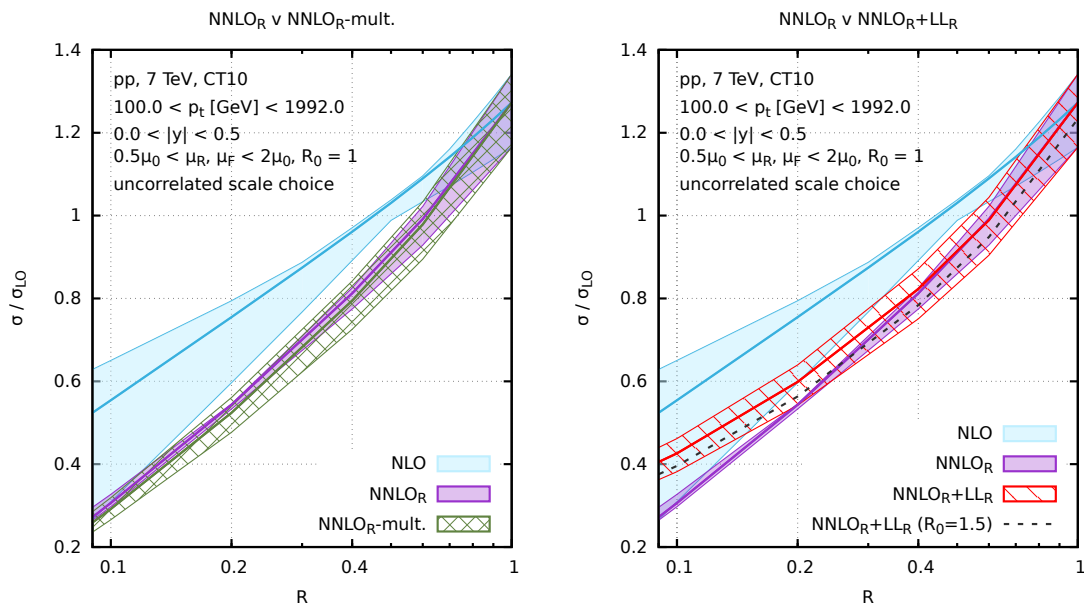 NNLO_R v NNLO_R-mult.
1.4
1.2
1
0.8
0.6
0.4
0.2
σ / σ_LO
pp, 7 TeV, CT10
100.0 < p_t [GeV] < 1992.0
0.0 < |y| < 0.5
0.5μ_0 < μ_R, μ_F < 2μ_0, R_0 = 1
uncorrelated scale choice
NLO
NNLO_R
NNLO_R-mult.
0.1 0.2 0.4 1
R
NNLO_R v NNLO_R+LL_R
1.4
1.2
1
0.8
0.6
0.4
0.2
σ / σ_LO
pp, 7 TeV, CT10
100.0 < p_t [GeV] < 1992.0
0.0 < |y| < 0.5
0.5μ_0 < μ_R, μ_F < 2μ_0, R_0 = 1
uncorrelated scale choice
NLO
NNLO_R
NNLO_R+LL_R
NNLO_R+LL_R (R_0=1.5)
0.1 0.2 0.4 1
R